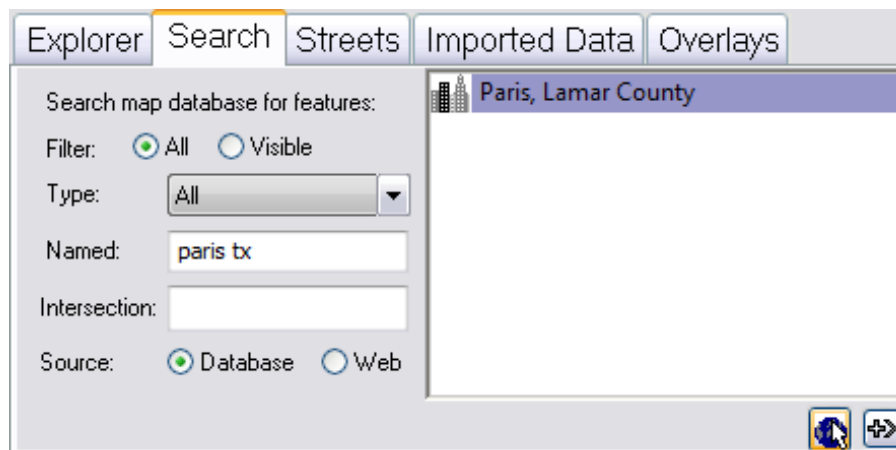 Explorer Search Streets Imported Data Overlays
Search map database for features:
Filter: All Visible
Type: All
Named: paris tx
Intersection:
Source: Database Web
Paris, Lamar County